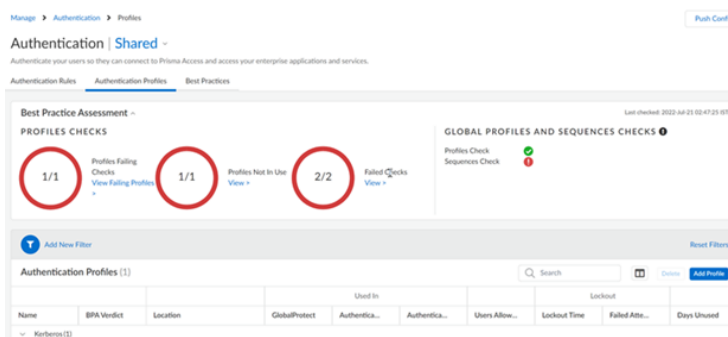 Manage > Authentication > Profiles
Push Conf
Authentication | Shared
Authenticate your users so they can connect to Prisma Access and access your enterprise applications and services.
Authentication Rules Authentication Profiles Best Practices
Best Practice Assessment
Last checked: 2022-Jul-21 02:47:25 IST
PROFILES CHECKS
GLOBAL PROFILES AND SEQUENCES CHECKS
1/1
Profiles Failing
Checks
View Failing Profiles
>
1/1
Profiles Not In Use
View >
2/2
Failed Checks
View >
Profiles Check
Sequences Check
Add New Filter
Reset Filters
Authentication Profiles (1)
Search
Delete
Add Profile
Used In
Lockout
Name BPA Verdict Location GlobalProtect Authentica... Authentica... Users Allow... Lockout Time Failed Atte... Days Unused
Kerberos (1)